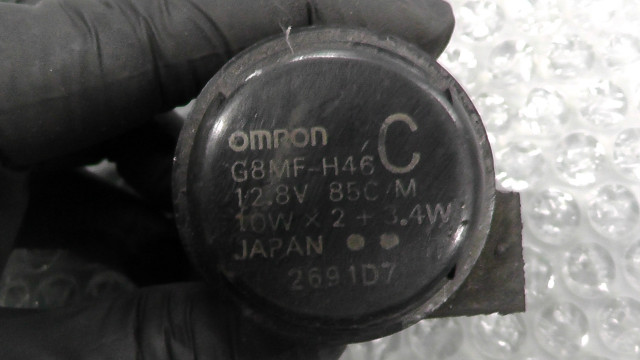 OMRON C
G8MF-H46
12.8V 85C/M
10W × 2 + 3.4W
JAPAN
2691D7